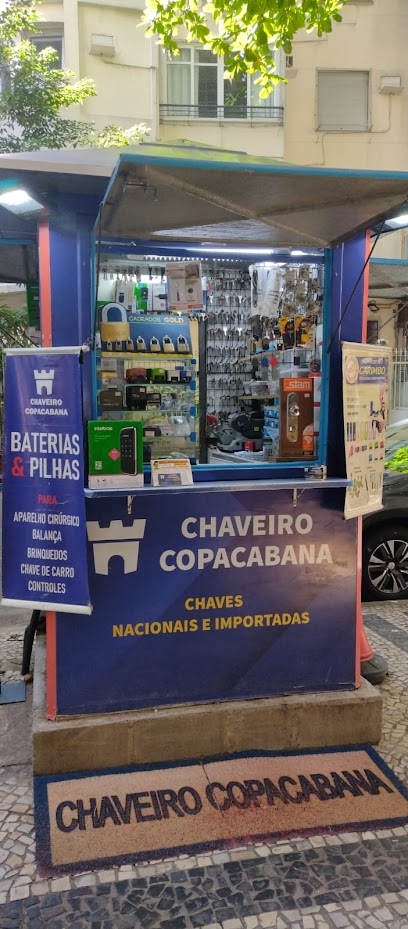 CADEADOS GOLD
stam
intelbras
CARIMBO
CHAVEIRO
COPACABANA
BATERIAS
& PILHAS
PARA
APARELHO CIRÚRGICO
BALANÇA
BRINQUEDOS
CHAVE DE CARRO
CONTROLES
CHAVEIRO
COPACABANA
CHAVES
NACIONAIS E IMPORTADAS
CHAVEIRO COPACABANA